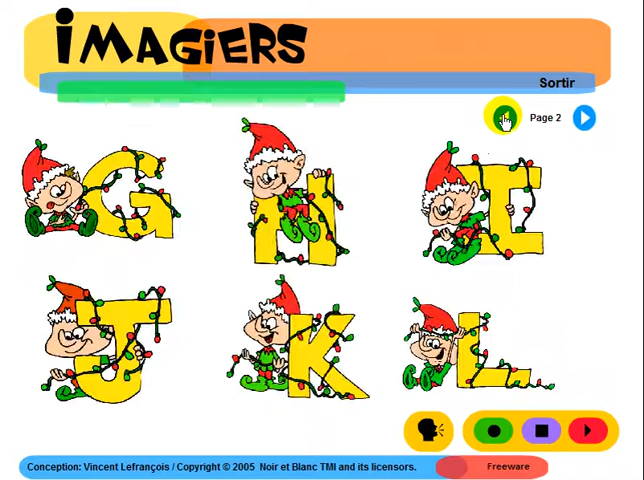 iMAGiERS
Sortir
Page 2
G H I
J K L
Conception: Vincent Lefrançois / Copyright © 2005 Noir et Blanc TMI and its licensors.
Freeware